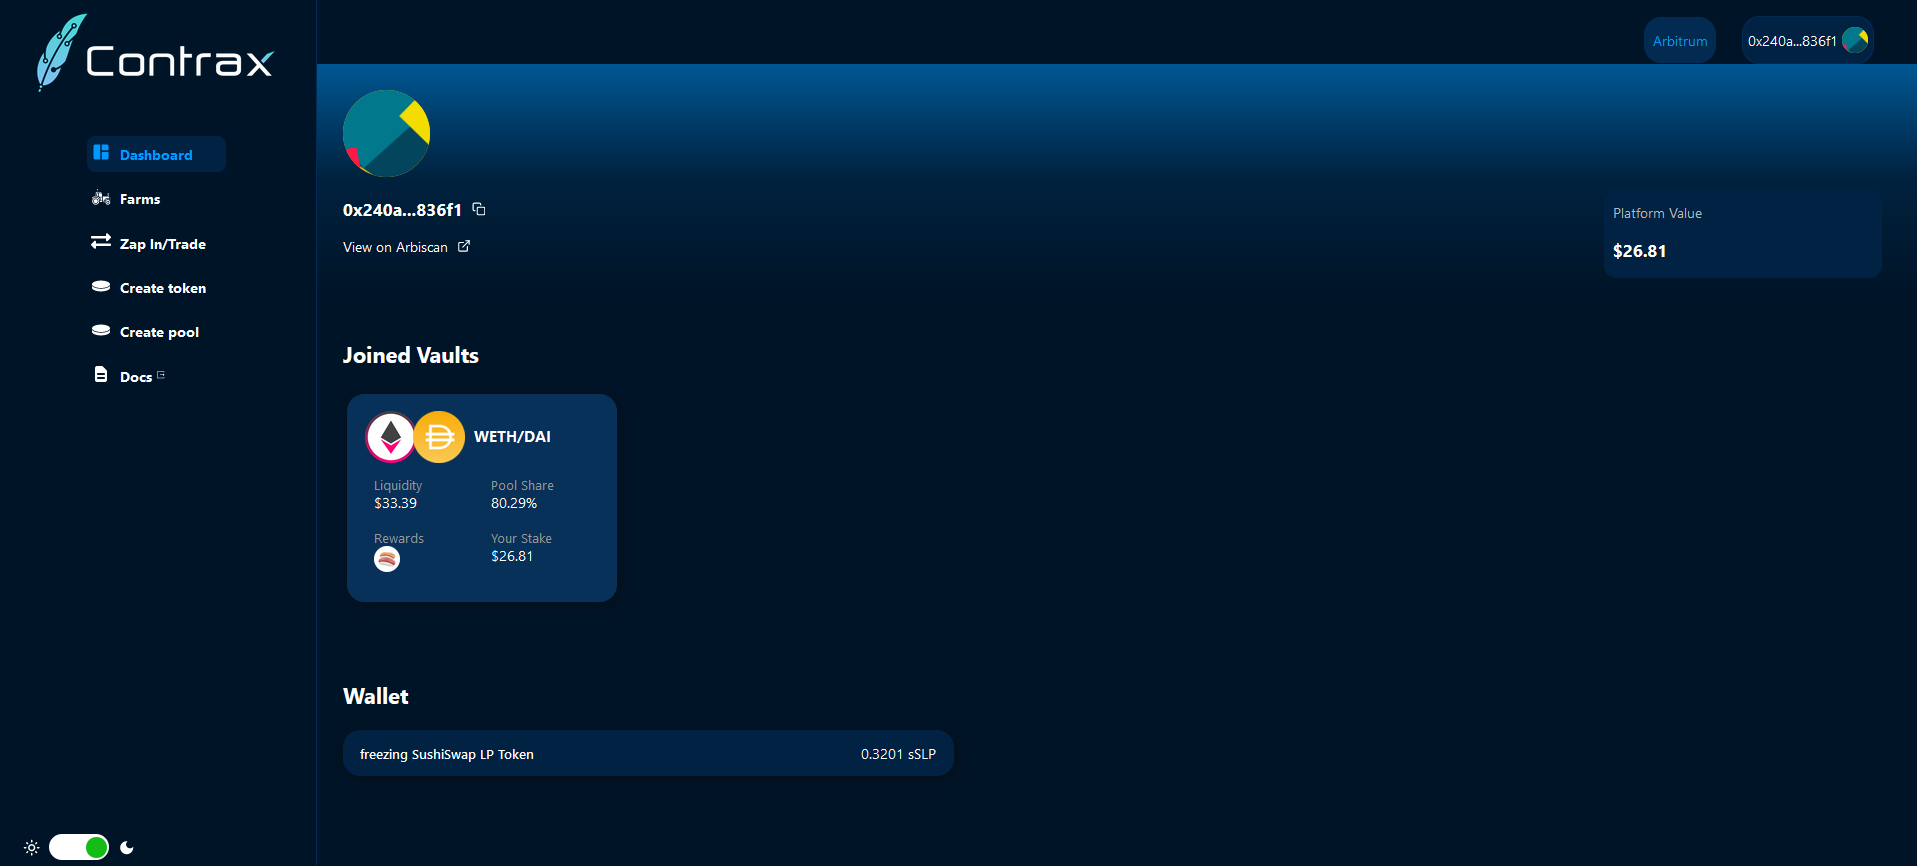 Contrax
Arbitrum
0x240a...836f1
Dashboard
Farms
Zap In/Trade
Create token
Create pool
Docs
0x240a...836f1
View on Arbiscan
Platform Value
$26.81
Joined Vaults
WETH/DAI
Liquidity
$33.39
Pool Share
80.29%
Rewards
Your Stake
$26.81
Wallet
freezing SushiSwap LP Token
0.3201 sSLP